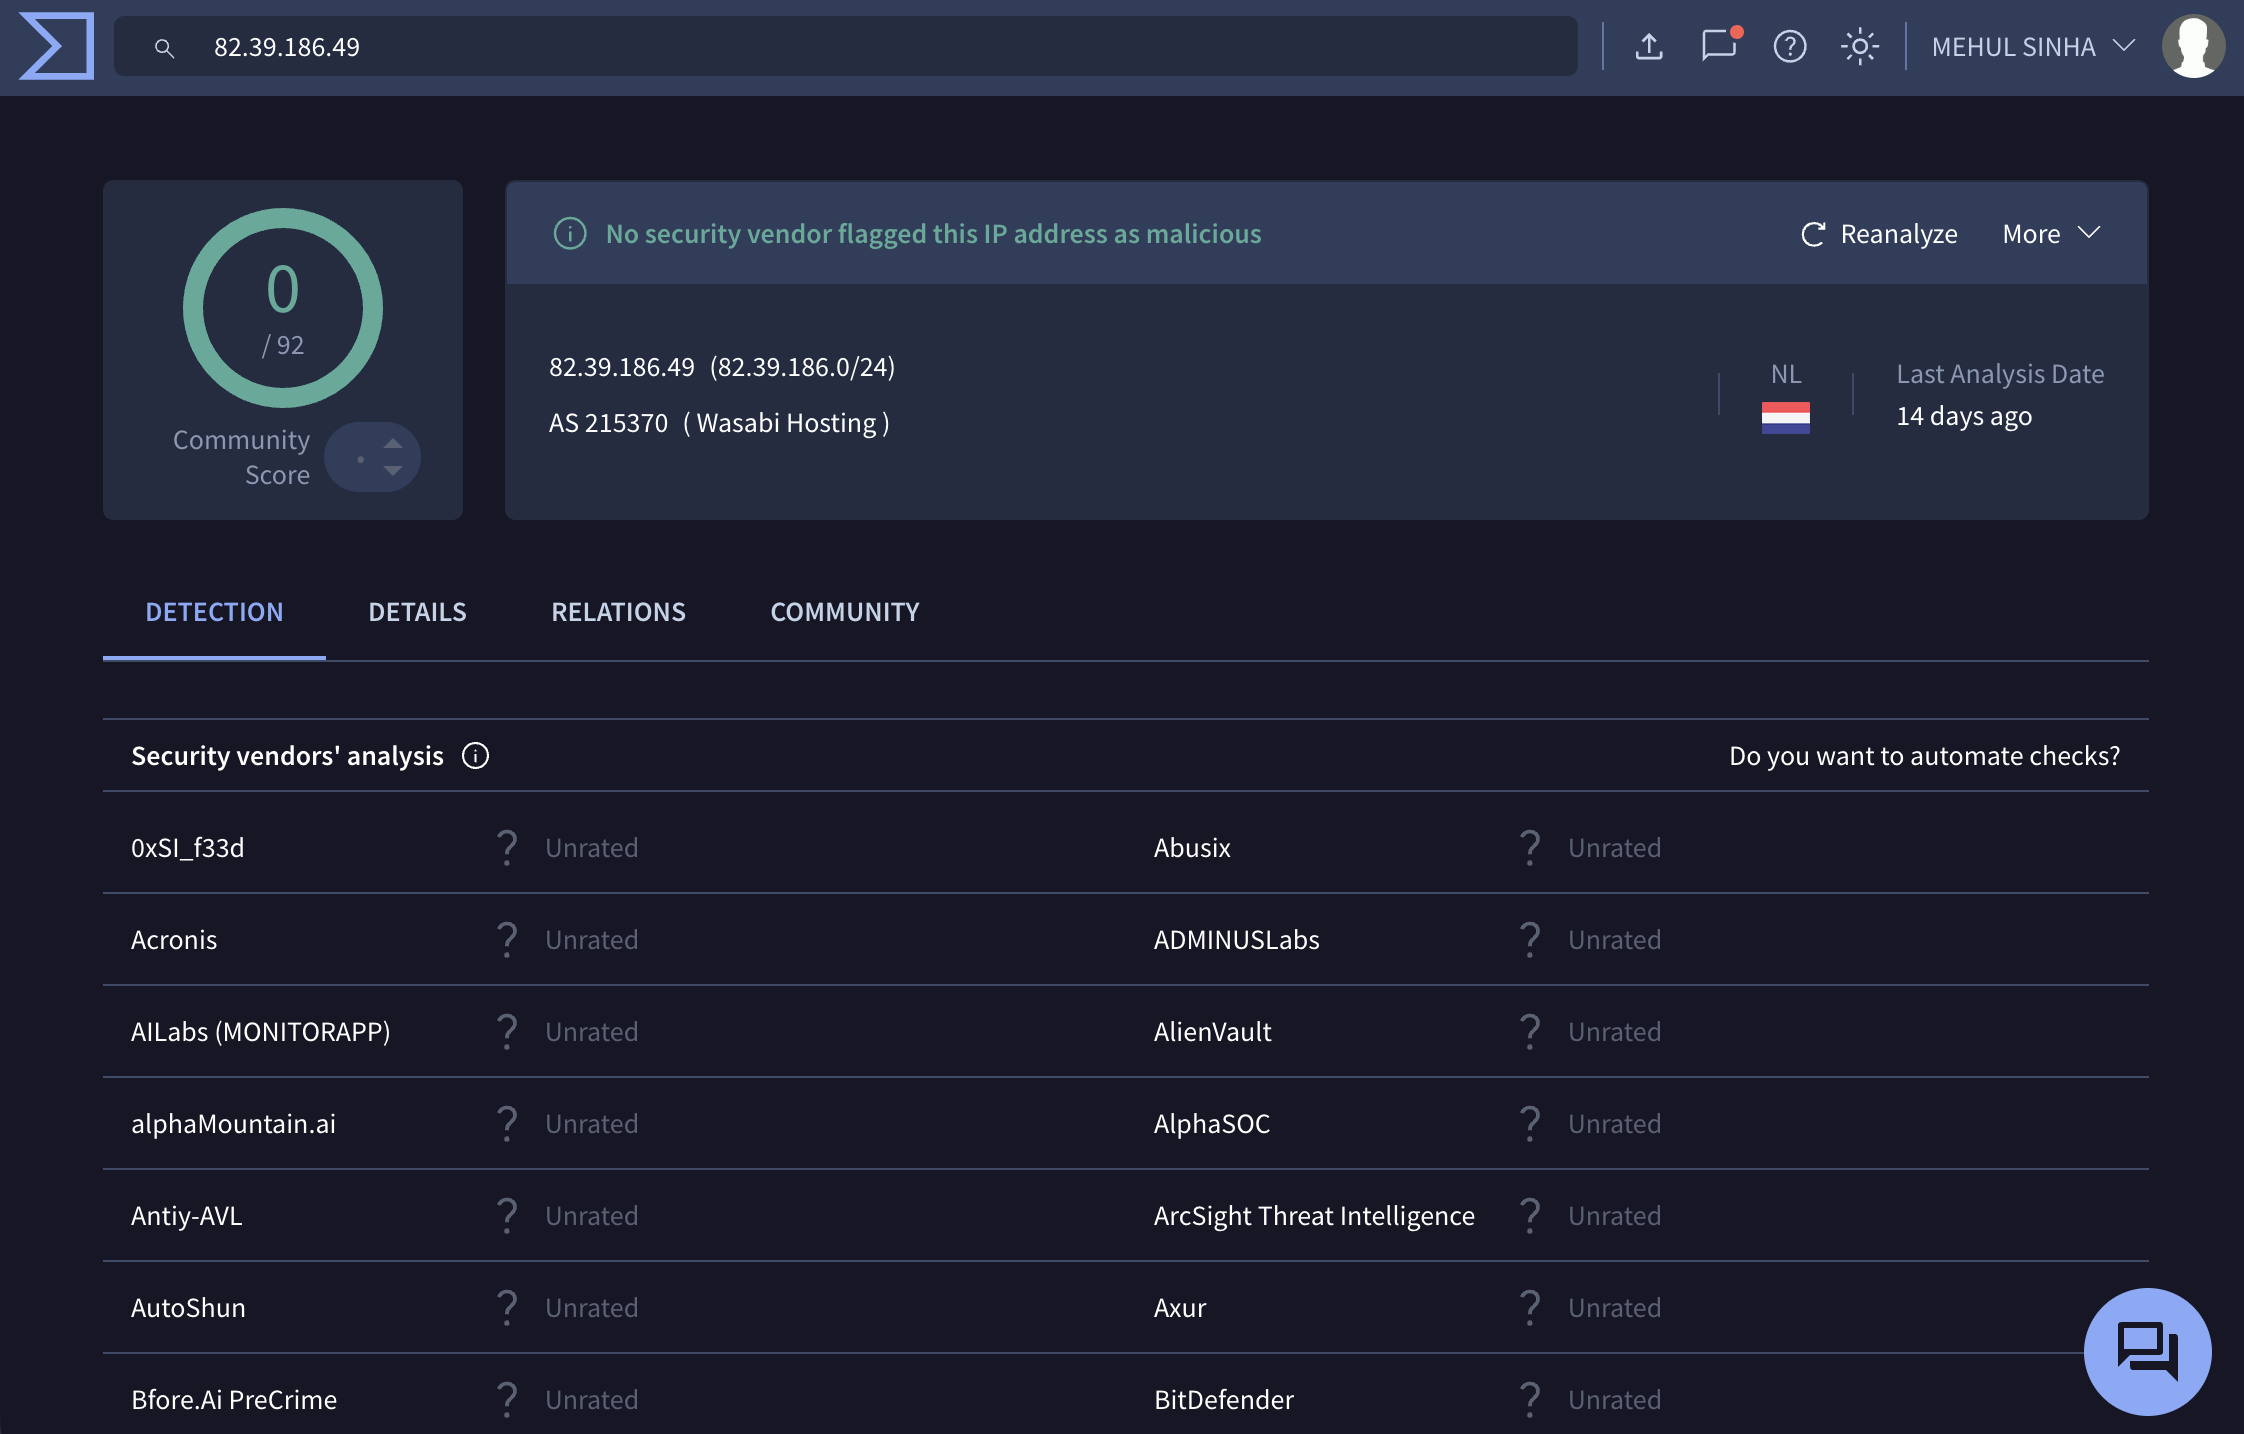 82.39.186.49
MEHUL SINHA
0
/ 92
Community
Score
No security vendor flagged this IP address as malicious
Reanalyze
More
82.39.186.49 (82.39.186.0/24)
AS 215370 ( Wasabi Hosting )
NL
Last Analysis Date
14 days ago
DETECTION
DETAILS
RELATIONS
COMMUNITY
Security vendors' analysis
Do you want to automate checks?
0xSI_f33d ? Unrated
Abusix ? Unrated
Acronis ? Unrated
ADMINUSLabs ? Unrated
AILabs (MONITORAPP) ? Unrated
AlienVault ? Unrated
alphaMountain.ai ? Unrated
AlphaSOC ? Unrated
Antiy-AVL ? Unrated
ArcSight Threat Intelligence ? Unrated
AutoShun ? Unrated
Axur ? Unrated
Bfore.Ai PreCrime ? Unrated
BitDefender ? Unrated